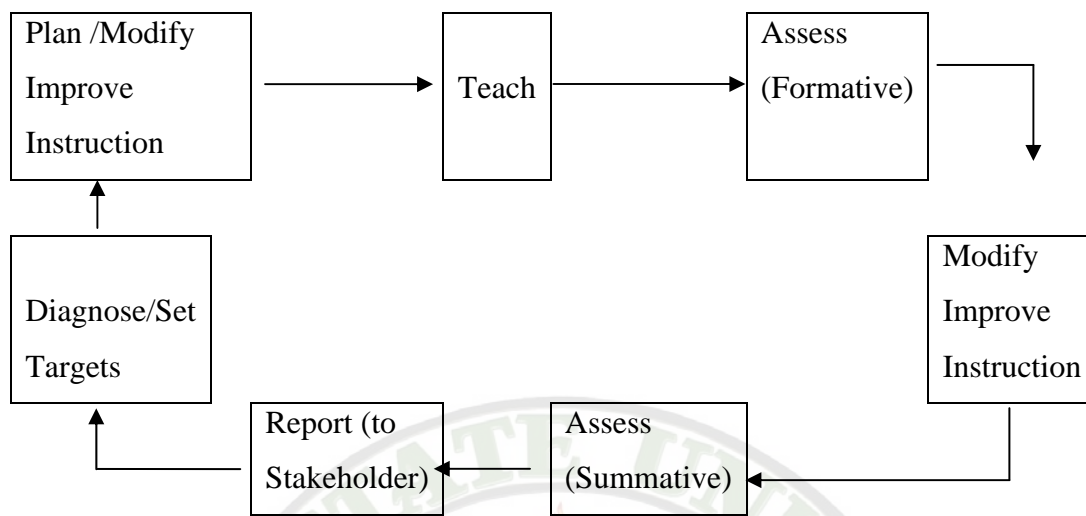 Plan /Modify
Improve
Instruction
Teach
Assess
(Formative)
Modify
Improve
Instruction
Assess
(Summative)
Report (to
Stakeholder)
Diagnose/Set
Targets